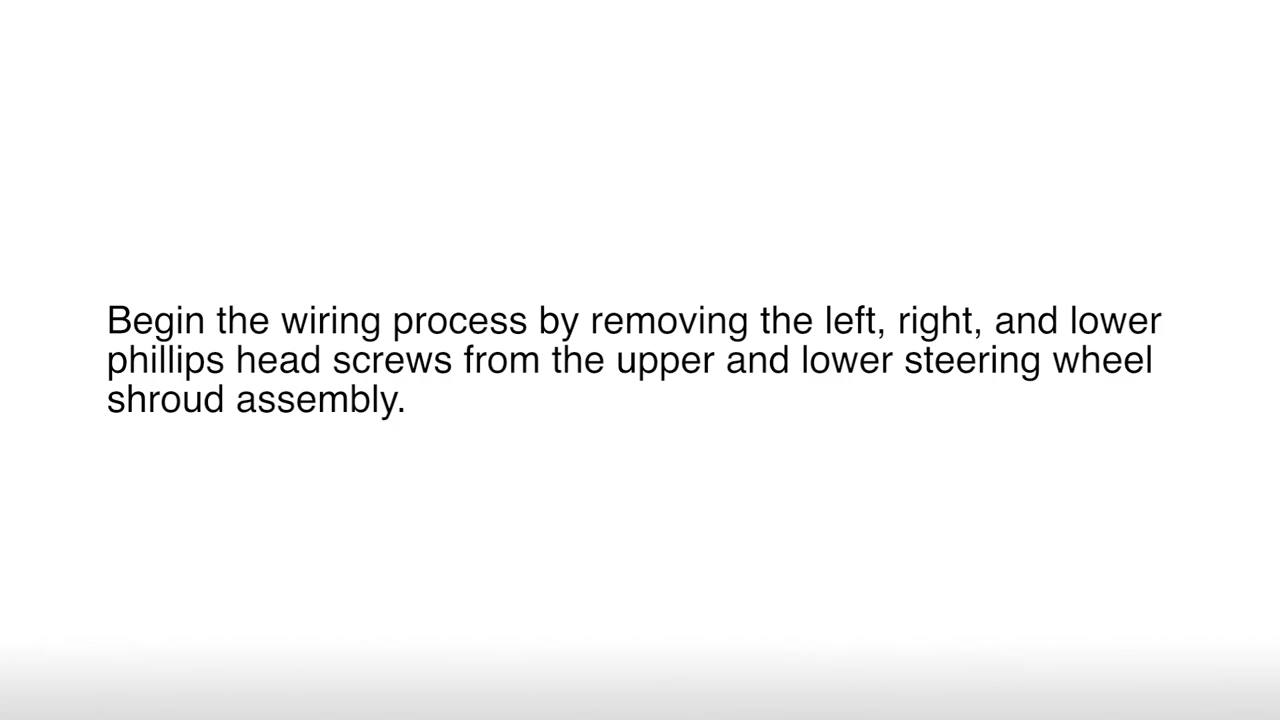 Begin the wiring process by removing the left, right, and lower
phillips head screws from the upper and lower steering wheel
shroud assembly.